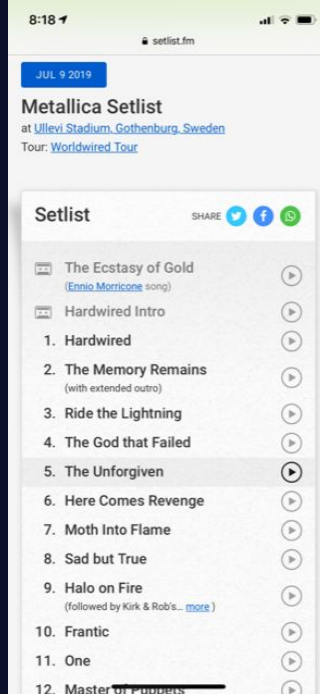 8:18
setlist.fm
JUL 9 2019
Metallica Setlist
at Ullevi Stadium, Gothenburg, Sweden
Tour: Worldwired Tour
Setlist SHARE
The Ecstasy of Gold
(Ennio Morricone song)
Hardwired Intro
1. Hardwired
2. The Memory Remains
(with extended outro)
3. Ride the Lightning
4. The God that Failed
5. The Unforgiven
6. Here Comes Revenge
7. Moth Into Flame
8. Sad but True
9. Halo on Fire
(followed by Kirk & Rob's... more )
10. Frantic
11. One
12. Master of Puppets